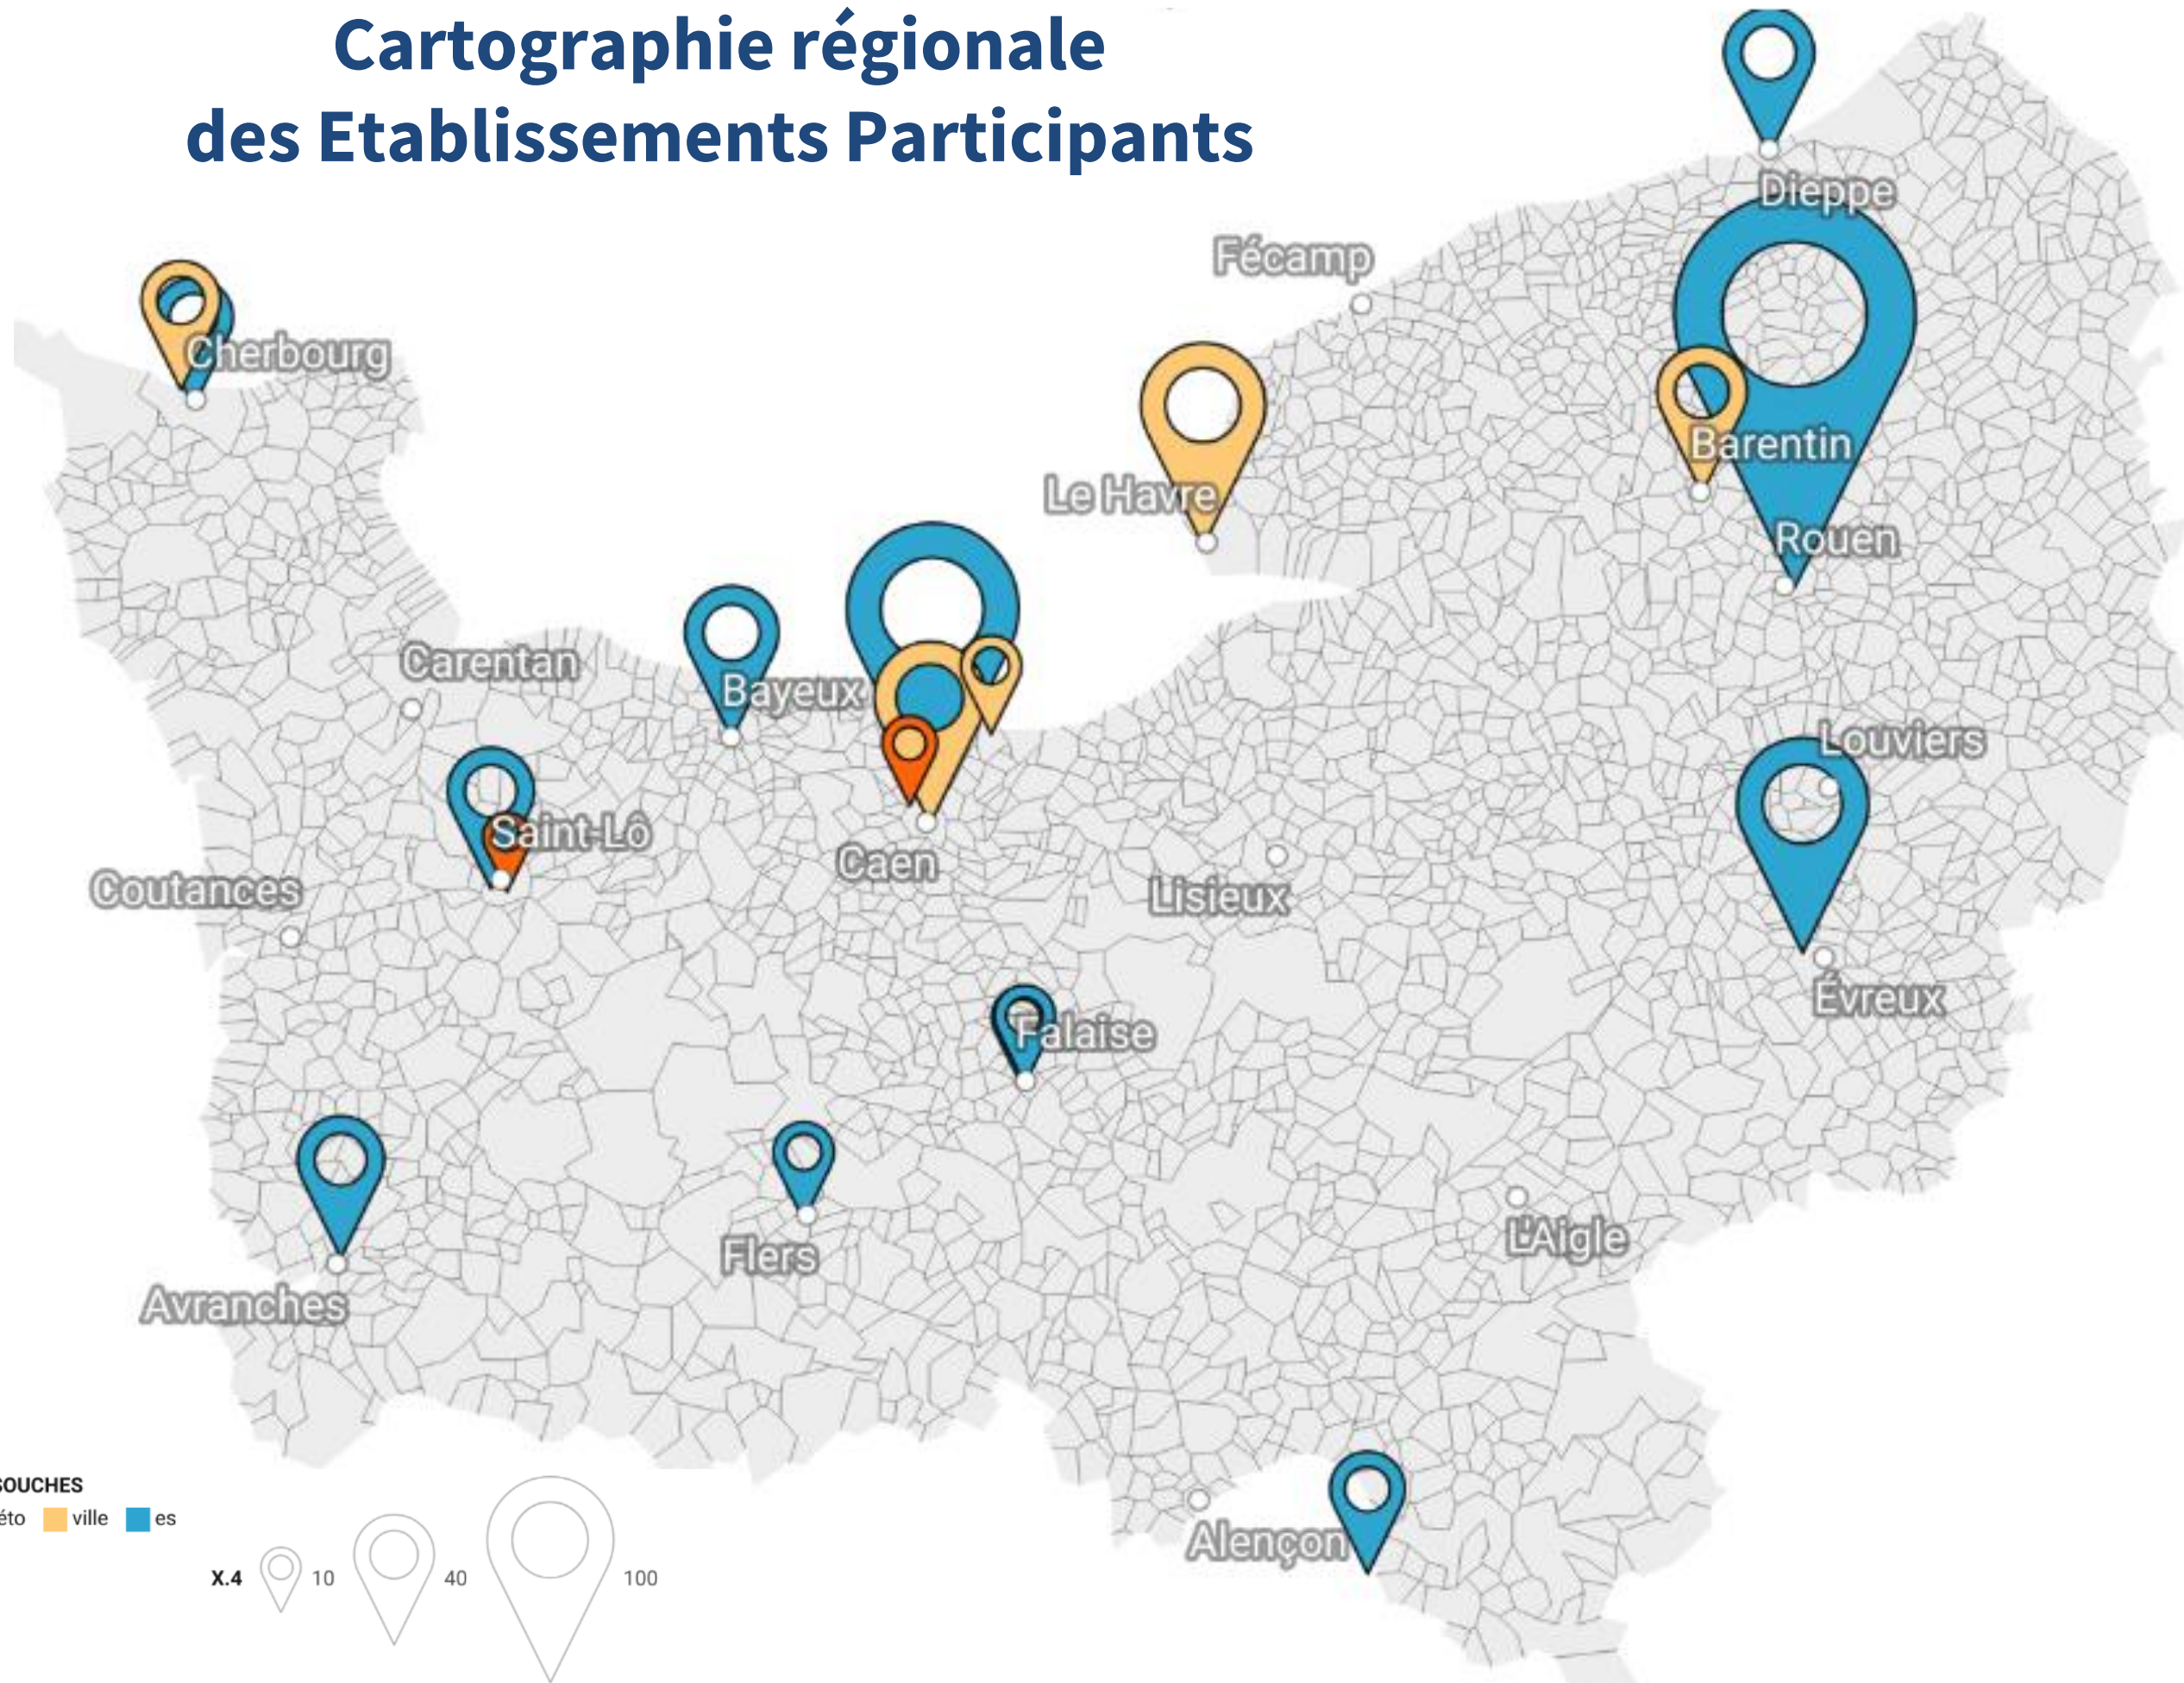 Cartographie régionale
des Etablissements Participants
Dieppe
Fécamp
Cherbourg
Barentin
Le Havre
Rouen
Carentan
Bayeux
Louviers
Saint-Lô
Caen
Coutances
Lisieux
Évreux
Falaise
L'Aigle
Flers
Avranches
SOUCHES
éto ville es
Alençon
X.4 10 40 100